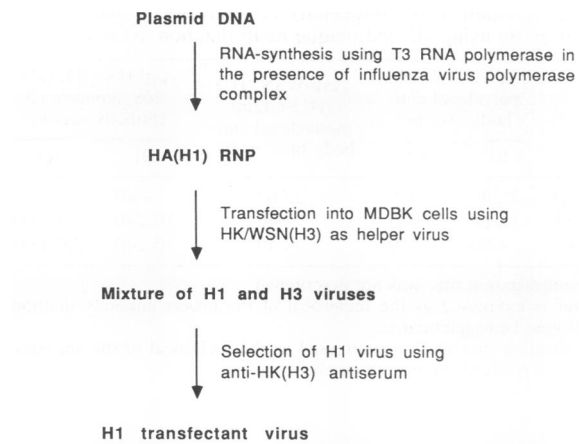 Plasmid DNA
RNA-synthesis using T3 RNA polymerase in
the presence of influenza virus polymerase
complex
HA(H1) RNP
Transfection into MDBK cells using
HK/WSN(H3) as helper virus
Mixture of H1 and H3 viruses
Selection of H1 virus using
anti-HK(H3) antiserum
H1 transfectant virus